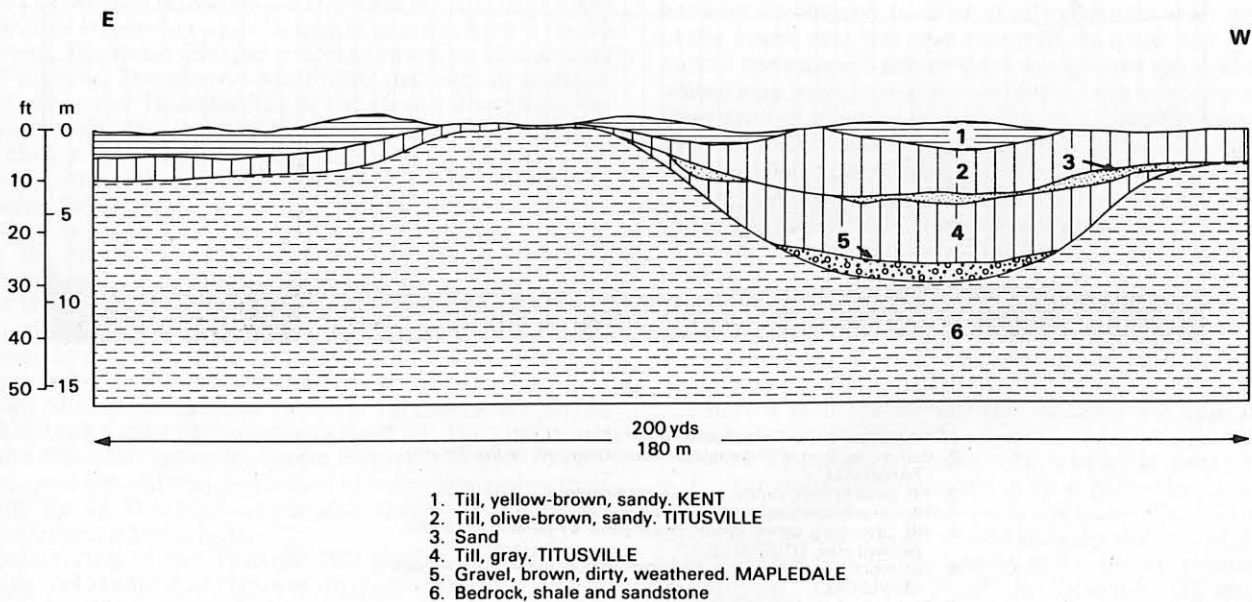 E
W
ft m
0 0
10
5
20
30
10
40
50 15
1
2
3
4
5
6
200 yds
180 m
1. Till, yellow-brown, sandy. KENT
2. Till, olive-brown, sandy. TITUSVILLE
3. Sand
4. Till, gray. TITUSVILLE
5. Gravel, brown, dirty, weathered. MAPLEDALE
6. Bedrock, shale and sandstone